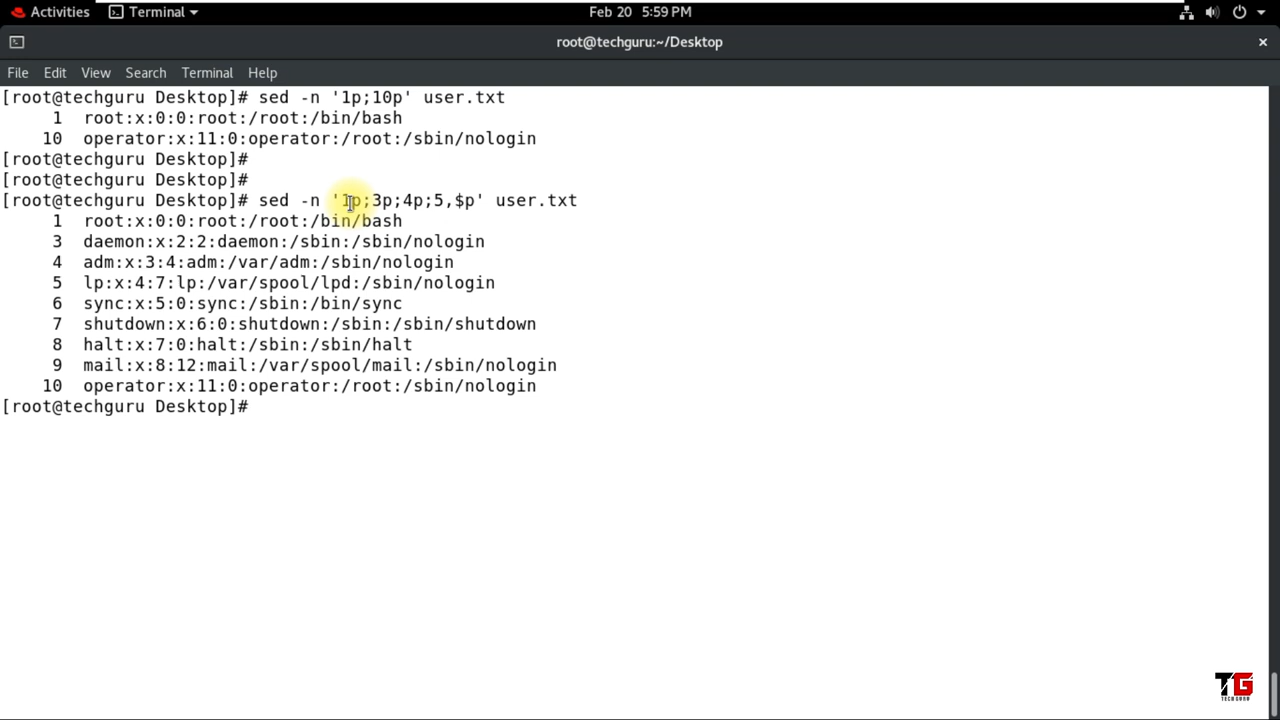 Activities Terminal Feb 20 5:59 PM
root@techguru:~/Desktop ×
File Edit View Search Terminal Help
[root@techguru Desktop]# sed -n '1p;10p' user.txt
1 root:x:0:0:root:/root:/bin/bash
10 operator:x:11:0:operator:/root:/sbin/nologin
[root@techguru Desktop]#
[root@techguru Desktop]#
[root@techguru Desktop]# sed -n '1p;3p;4p;5,$p' user.txt
1 root:x:0:0:root:/root:/bin/bash
3 daemon:x:2:2:daemon:/sbin:/sbin/nologin
4 adm:x:3:4:adm:/var/adm:/sbin/nologin
5 lp:x:4:7:lp:/var/spool/lpd:/sbin/nologin
6 sync:x:5:0:sync:/sbin:/bin/sync
7 shutdown:x:6:0:shutdown:/sbin:/sbin/shutdown
8 halt:x:7:0:halt:/sbin:/sbin/halt
9 mail:x:8:12:mail:/var/spool/mail:/sbin/nologin
10 operator:x:11:0:operator:/root:/sbin/nologin
[root@techguru Desktop]#
TG
TECH GURU